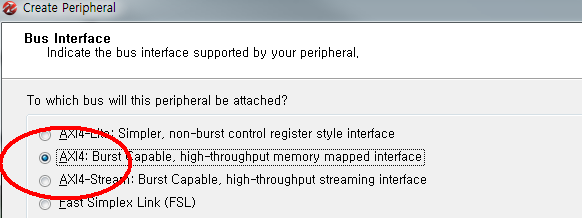 Create Peripheral
Bus Interface
Indicate the bus interface supported by your peripheral.
To which bus will this peripheral be attached?
AXI4-Lite: Simpler, non-burst control register style interface
AXI4: Burst Capable, high-throughput memory mapped interface
AXI4-Stream: Burst Capable, high-throughput streaming interface
Fast Simplex Link (FSL)